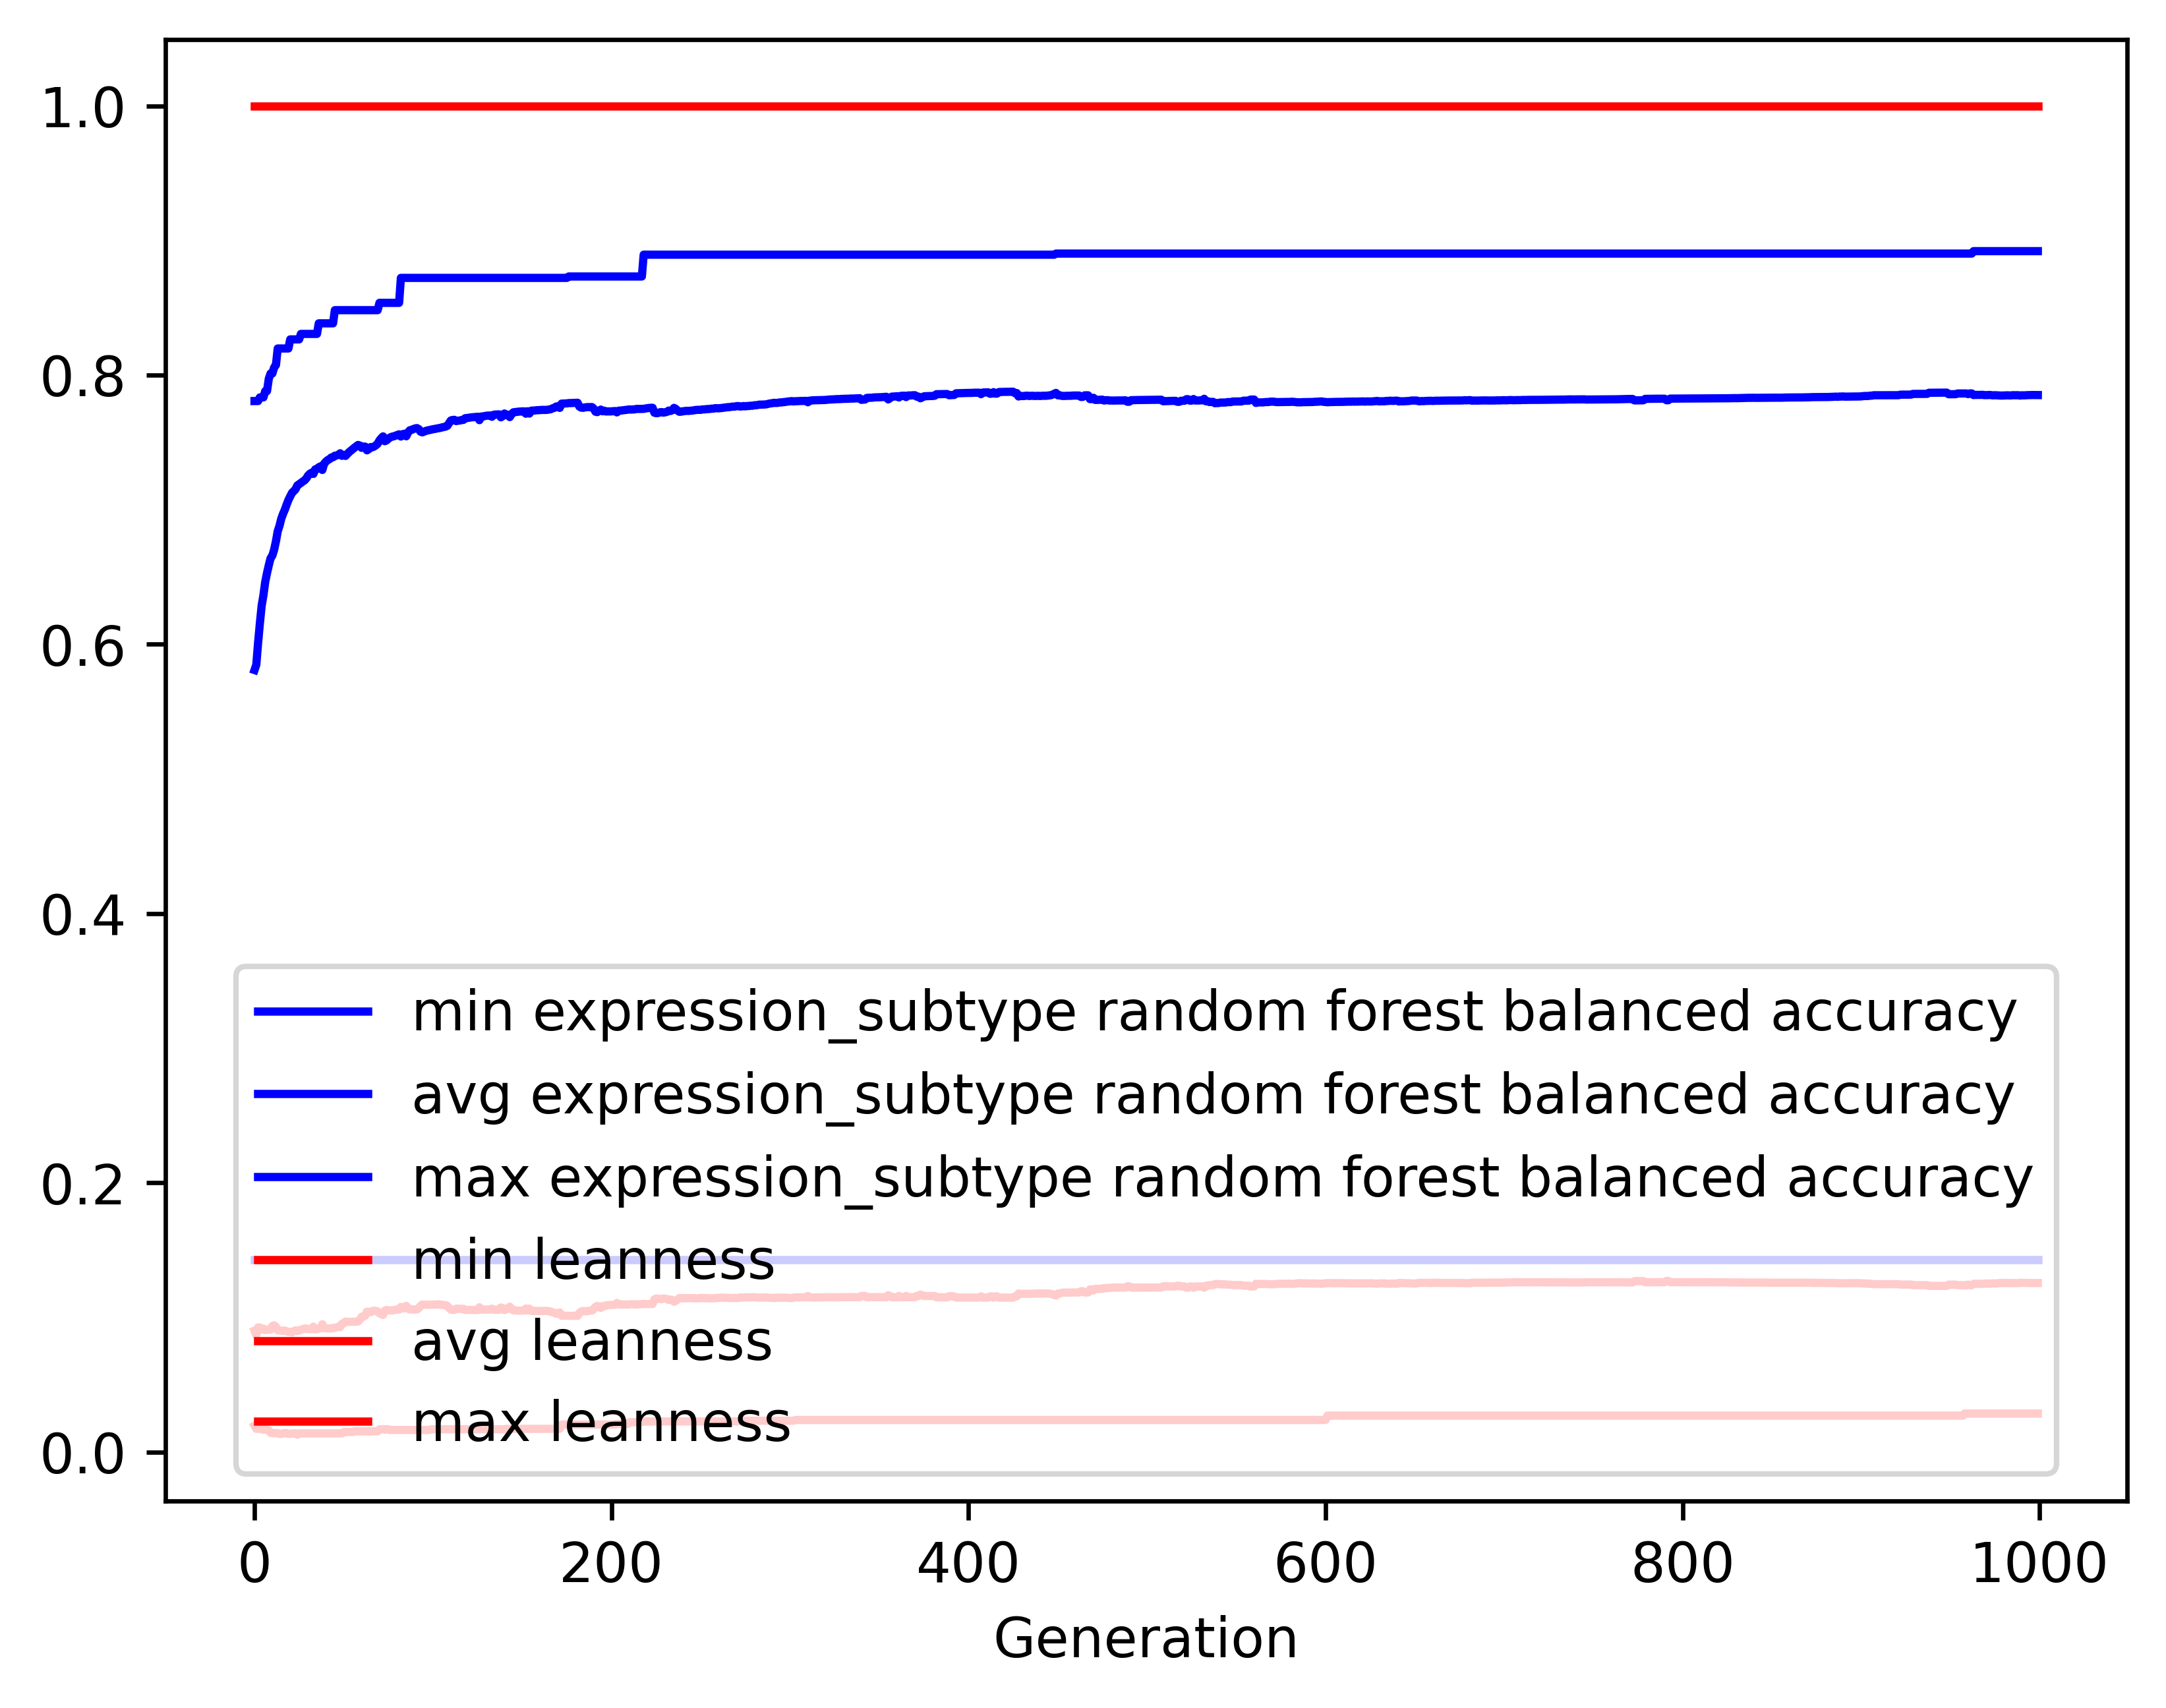 1.0
0.8
0.6
0.4
0.2
0.0
min expression_subtype random forest balanced accuracy
avg expression_subtype random forest balanced accuracy
max expression_subtype random forest balanced accuracy
min leanness
avg leanness
max leanness
0 200 400 600 800 1000
Generation